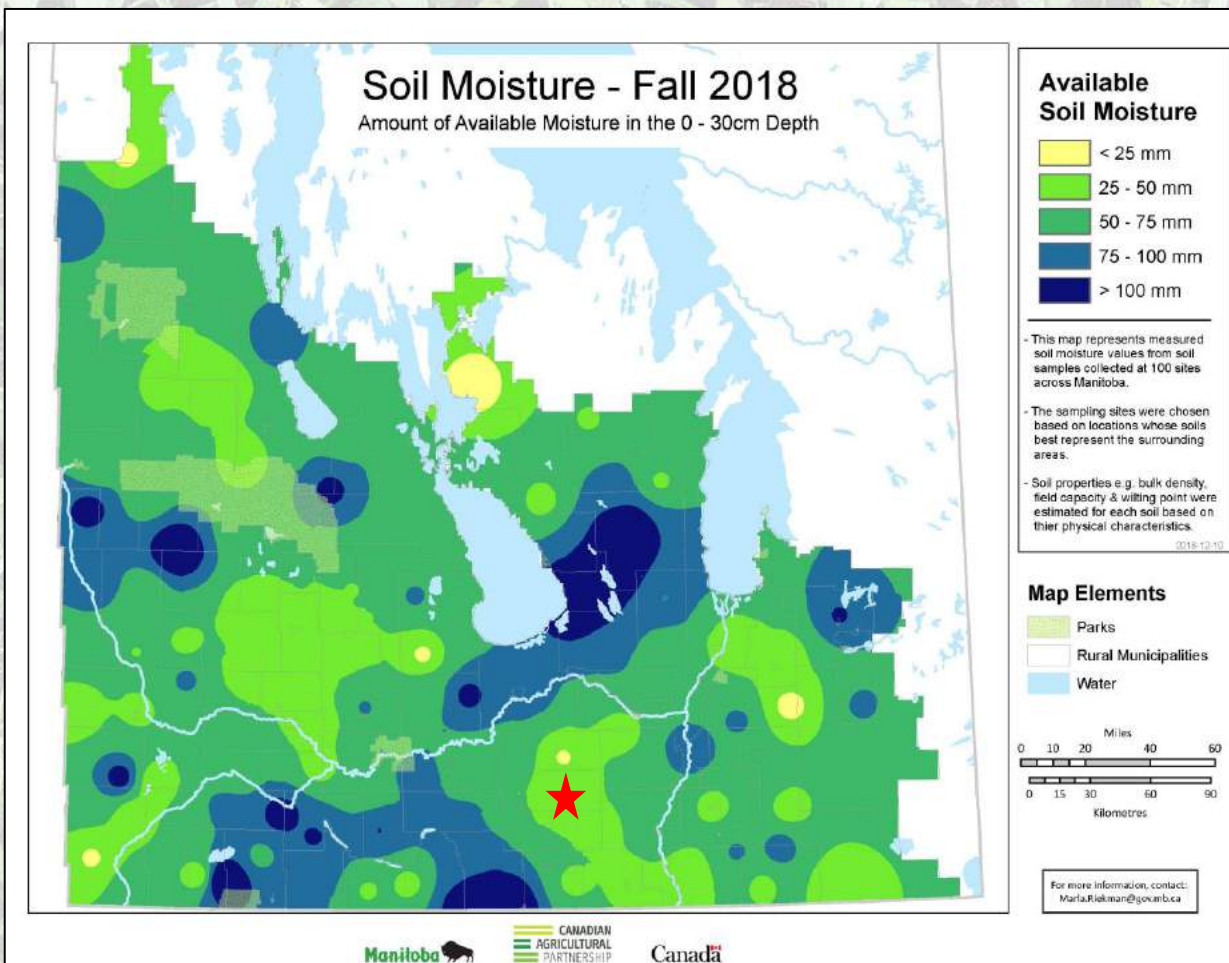 Soil Moisture - Fall 2018
Amount of Available Moisture in the 0 - 30cm Depth
Available
Soil Moisture
< 25 mm
25 - 50 mm
50 - 75 mm
75 - 100 mm
> 100 mm
- This map represents measured
soil moisture values from soil
samples collected at 100 sites
across Manitoba.
- The sampling sites were chosen
based on locations whose soils
best represent the surrounding
areas.
- Soil properties e.g. bulk density,
field capacity & wilting point were
estimated for each soil based on
thier physical characteristics.
2018-12-10
Map Elements
Parks
Rural Municipalities
Water
Miles
0 10 20 40 60
0 15 30 60 90
Kilometres
For more information, contact:
Marla.Riekman@gov.mb.ca
Manitoba
CANADIAN
AGRICULTURAL
PARTNERSHIP
Canada